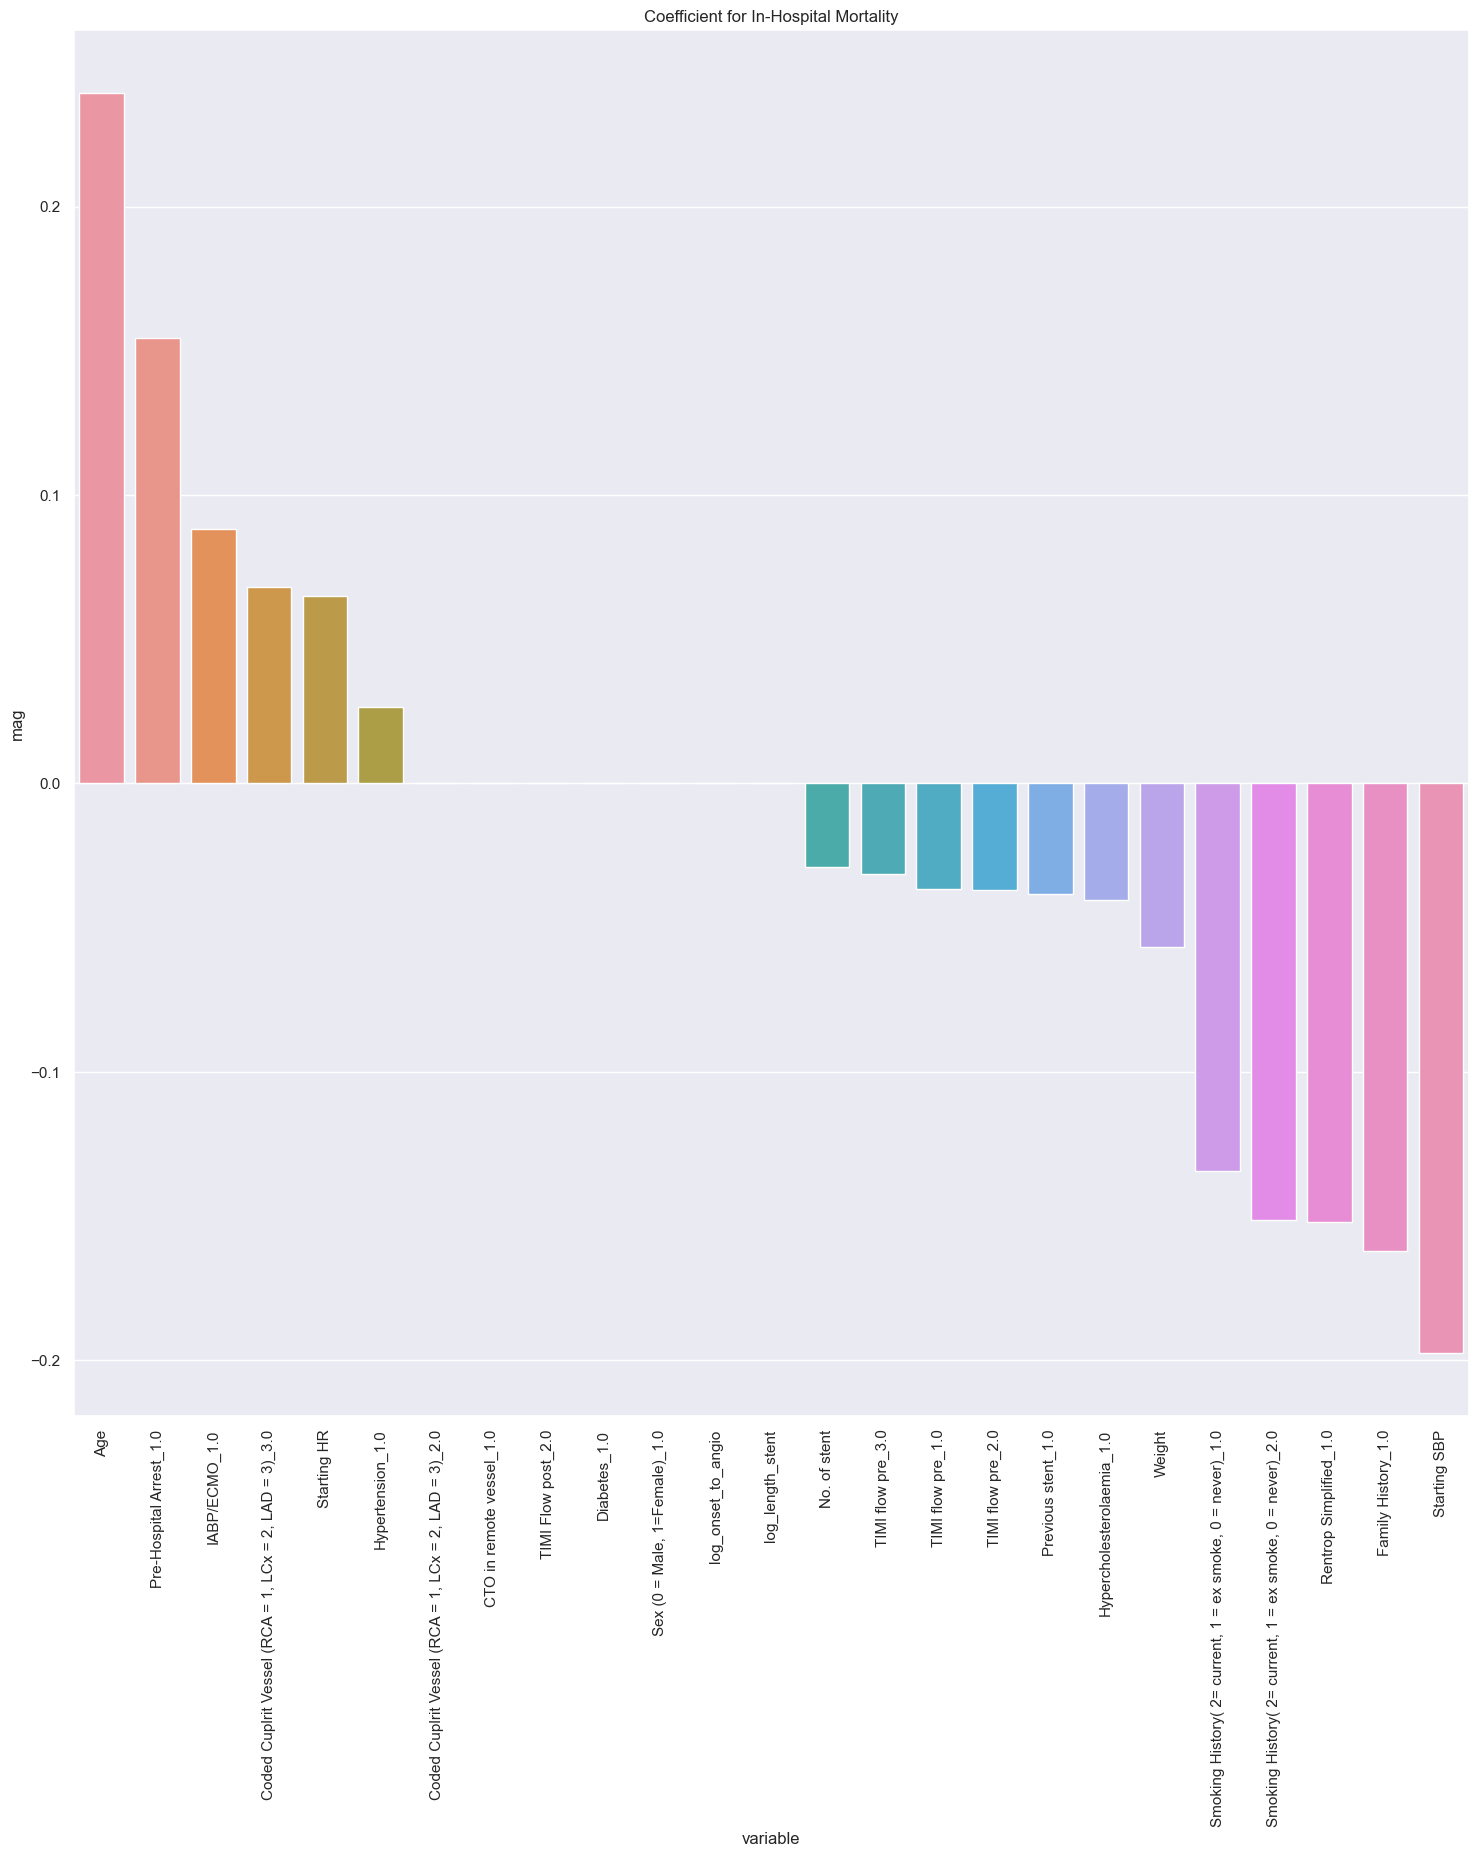 Coefficient for In-Hospital Mortality
0.2
0.1
0.0
−0.1
−0.2
mag
Age
Pre-Hospital Arrest_1.0
IABP/ECMO_1.0
Coded Cuplrit Vessel (RCA = 1, LCx = 2, LAD = 3)_3.0
Starting HR
Hypertension_1.0
Coded Cuplrit Vessel (RCA = 1, LCx = 2, LAD = 3)_2.0
CTO in remote vessel_1.0
TIMI Flow post_2.0
Diabetes_1.0
Sex (0 = Male, 1=Female)_1.0
log_onset_to_angio
log_length_stent
No. of stent
TIMI flow pre_3.0
TIMI flow pre_1.0
TIMI flow pre_2.0
Previous stent_1.0
Hypercholesterolaemia_1.0
Weight
Smoking History( 2= current, 1 = ex smoke, 0 = never)_1.0
Smoking History( 2= current, 1 = ex smoke, 0 = never)_2.0
Rentrop Simplified_1.0
Family History_1.0
Starting SBP
variable